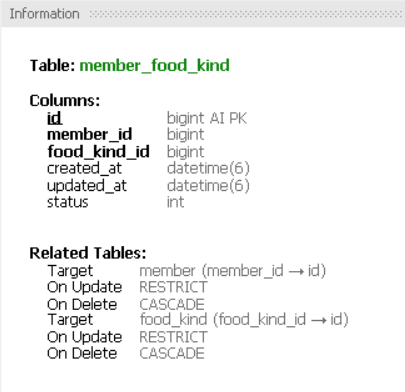 Information
Table: member_food_kind
Columns:
id bigint AI PK
member_id bigint
food_kind_id bigint
created_at datetime(6)
updated_at datetime(6)
status int
Related Tables:
Target member (member_id → id)
On Update RESTRICT
On Delete CASCADE
Target food_kind (food_kind_id → id)
On Update RESTRICT
On Delete CASCADE